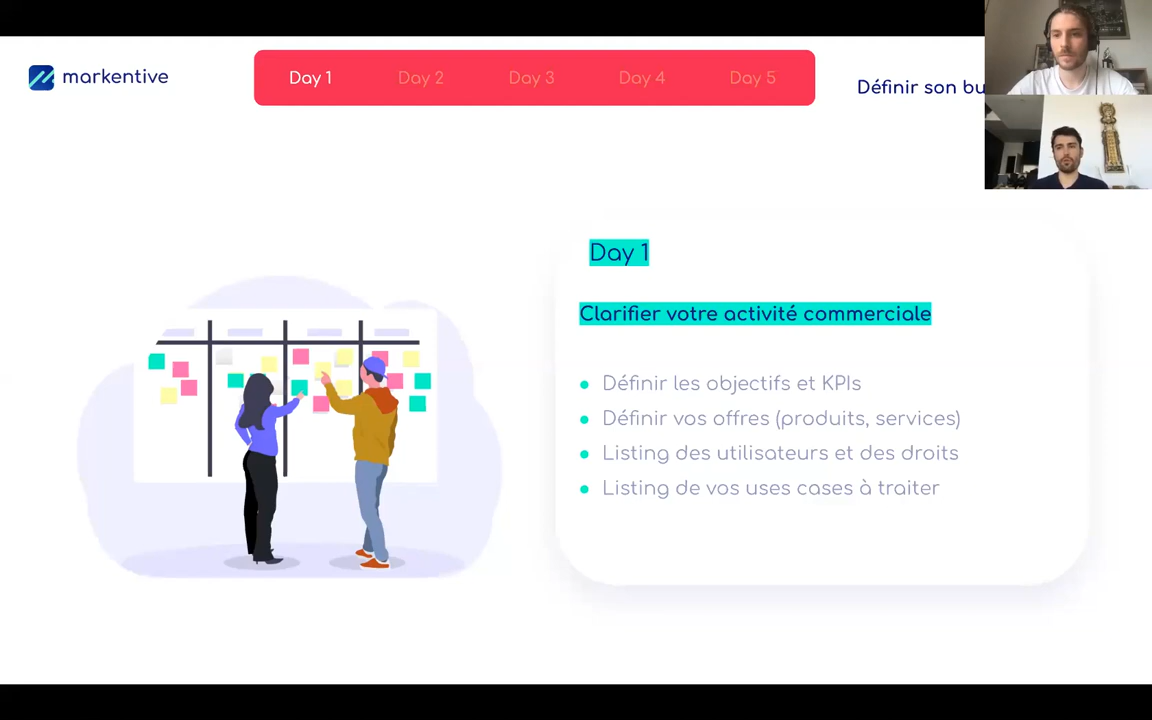 markentive
Day 1 Day 2 Day 3 Day 4 Day 5
Définir son bu
Day 1
Clarifier votre activité commerciale
Définir les objectifs et KPIs
Définir vos offres (produits, services)
Listing des utilisateurs et des droits
Listing de vos uses cases à traiter